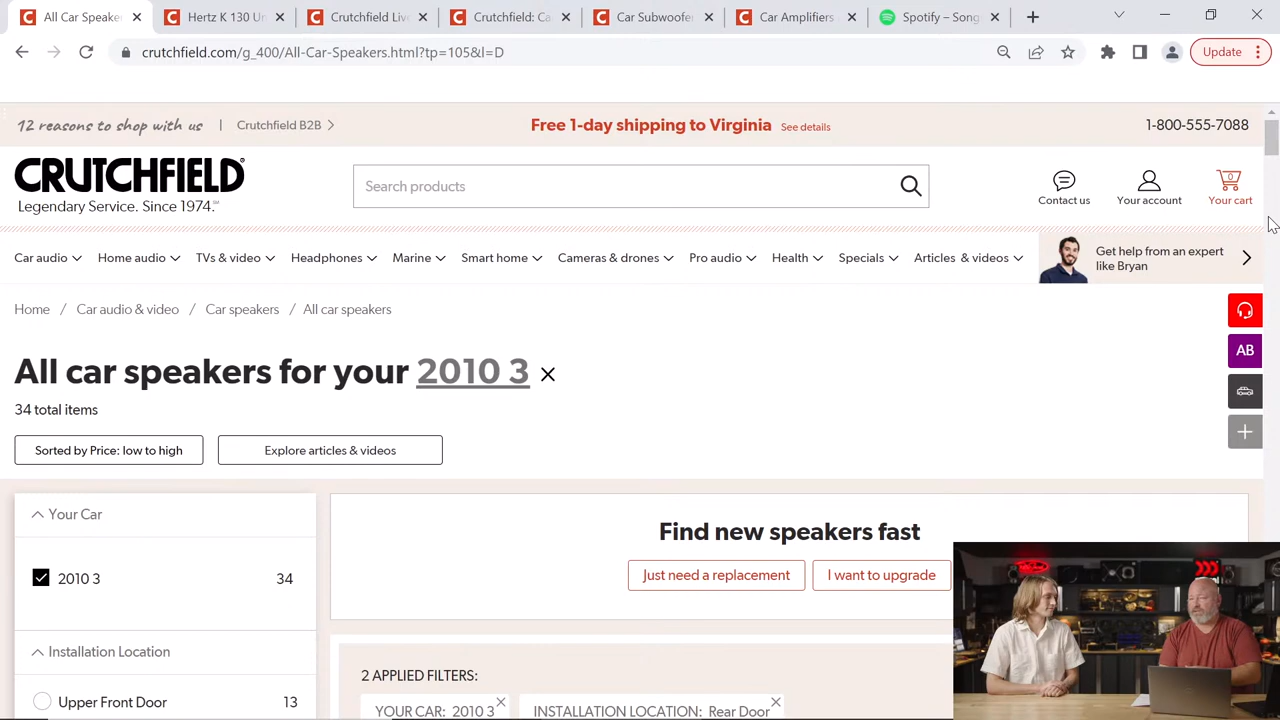 All Car Speaker
Hertz K 130 Un
Crutchfield Live
Crutchfield: Ca
Car Subwoofe
Car Amplifiers
Spotify – Song
crutchfield.com/g_400/All-Car-Speakers.html?tp=105&l=D
Update
12 reasons to shop with us | Crutchfield B2B
Free 1-day shipping to Virginia See details
1-800-555-7088
CRUTCHFIELD
Legendary Service. Since 1974.
Search products
Contact us
Your account
0
Your cart
Car audio
Home audio
TVs & video
Headphones
Marine
Smart home
Cameras & drones
Pro audio
Health
Specials
Articles & videos
Get help from an expert
like Bryan
Home / Car audio & video / Car speakers / All car speakers
AB
All car speakers for your 2010 3
34 total items
Sorted by Price: low to high
Explore articles & videos
Your Car
2010 3 34
Installation Location
Upper Front Door 13
Find new speakers fast
Just need a replacement
I want to upgrade
2 APPLIED FILTERS:
YOUR CAR: 2010 3
INSTALLATION LOCATION: Rear Door